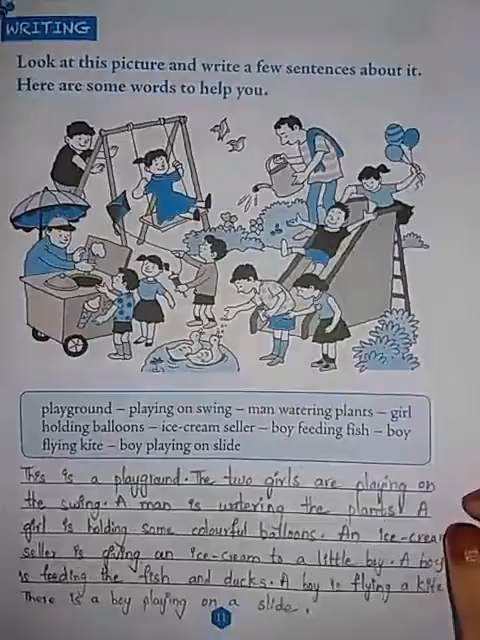 WRITING
Look at this picture and write a few sentences about it.
Here are some words to help you.
playground – playing on swing – man watering plants – girl
holding balloons – ice-cream seller – boy feeding fish – boy
flying kite – boy playing on slide
This is a playground. The two girls are playing on
the swing. A man is watering the plants. A
girl is holding some colourful balloons. An ice-cream
seller is giving an ice-cream to a little boy. A boy
is feeding the fish and ducks. A boy is flying a kite
There is a boy playing on a slide.
11